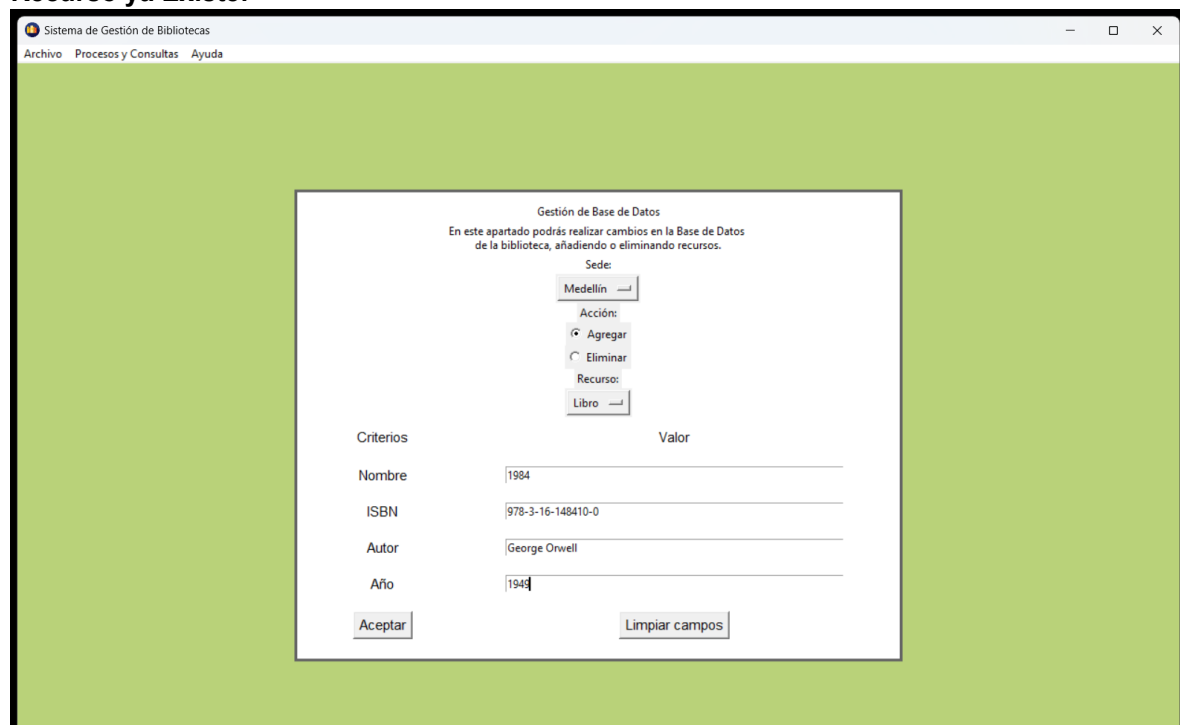 Recurso ya Existe.
Sistema de Gestión de Bibliotecas
Archivo Procesos y Consultas Ayuda
Gestión de Base de Datos
En este apartado podrás realizar cambios en la Base de Datos
de la biblioteca, añadiendo o eliminando recursos.
Sede:
Medellín
Acción:
Agregar
Eliminar
Recurso:
Libro
Criterios Valor
Nombre 1984
ISBN 978-3-16-148410-0
Autor George Orwell
Año 1949
Aceptar Limpiar campos